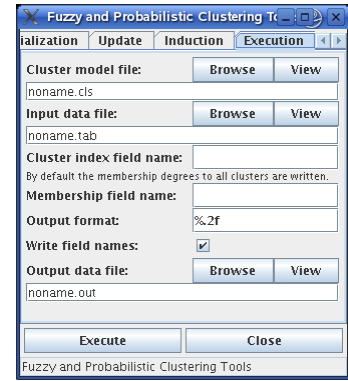 Fuzzy and Probabilistic Clustering To
ialization Update Induction Execution
Cluster model file: Browse View
noname.cls
Input data file: Browse View
noname.tab
Cluster index field name:
By default the membership degrees to all clusters are written.
Membership field name:
Output format: %.2f
Write field names:
Output data file: Browse View
noname.out
Execute Close
Fuzzy and Probabilistic Clustering Tools